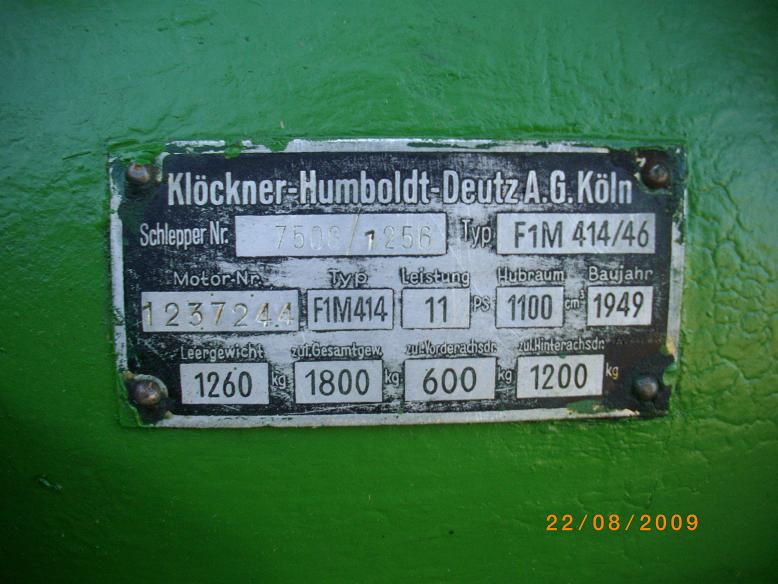 Klöckner-Humboldt-Deutz A.G. Köln
Schlepper Nr. 7506/1256 Typ F1M 414/46
Motor-Nr. Typ Leistung Hubraum Baujahr
1237244 F1M414 11 PS 1100 cm³ 1949
Leergewicht zul.Gesamtgew. zul.Vorderachsdr. zul.Hinterachsdr.
1260 kg 1800 kg 600 kg 1200 kg
22/08/2009